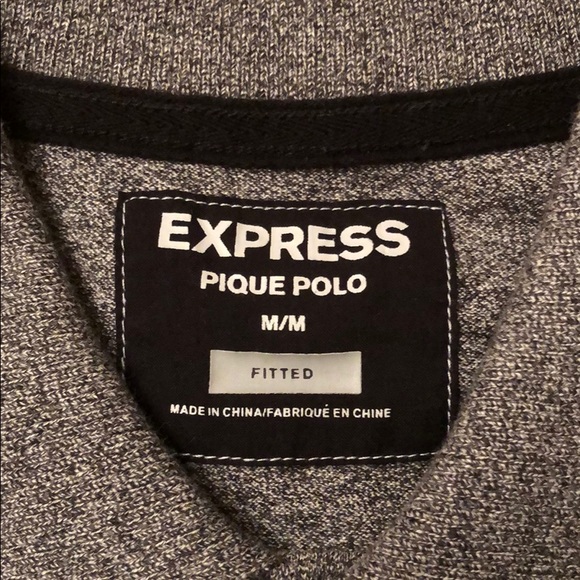 EXPRESS
PIQUE POLO
M/M
FITTED
MADE IN CHINA/FABRIQUÉ EN CHINE